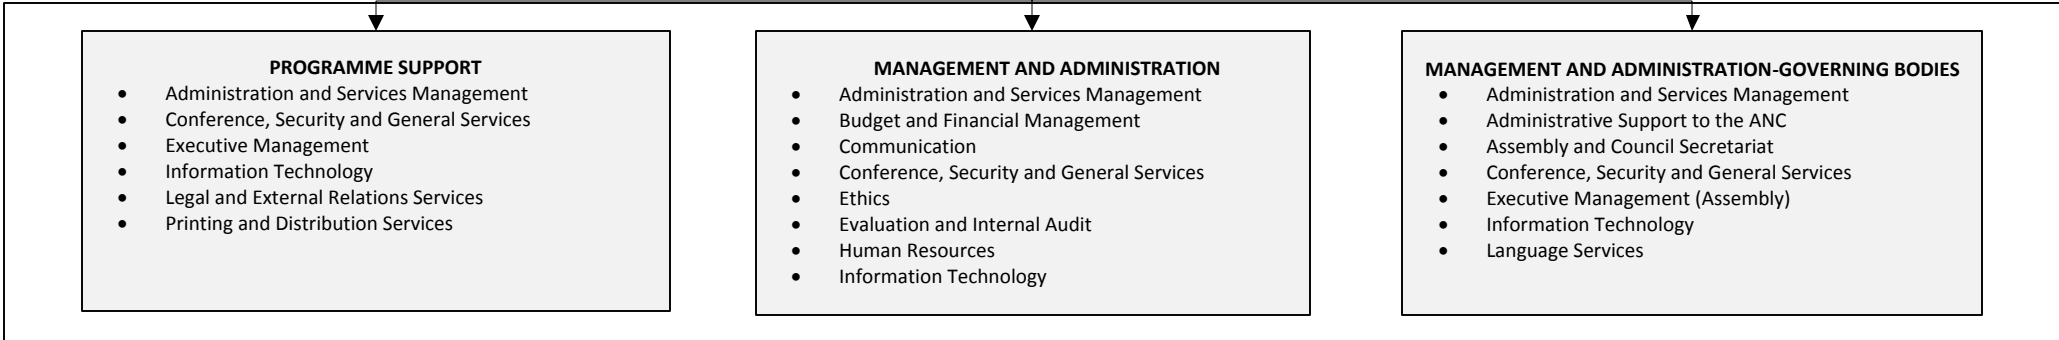 PROGRAMME SUPPORT
• Administration and Services Management
• Conference, Security and General Services
• Executive Management
• Information Technology
• Legal and External Relations Services
• Printing and Distribution Services
MANAGEMENT AND ADMINISTRATION
• Administration and Services Management
• Budget and Financial Management
• Communication
• Conference, Security and General Services
• Ethics
• Evaluation and Internal Audit
• Human Resources
• Information Technology
MANAGEMENT AND ADMINISTRATION-GOVERNING BODIES
• Administration and Services Management
• Administrative Support to the ANC
• Assembly and Council Secretariat
• Conference, Security and General Services
• Executive Management (Assembly)
• Information Technology
• Language Services